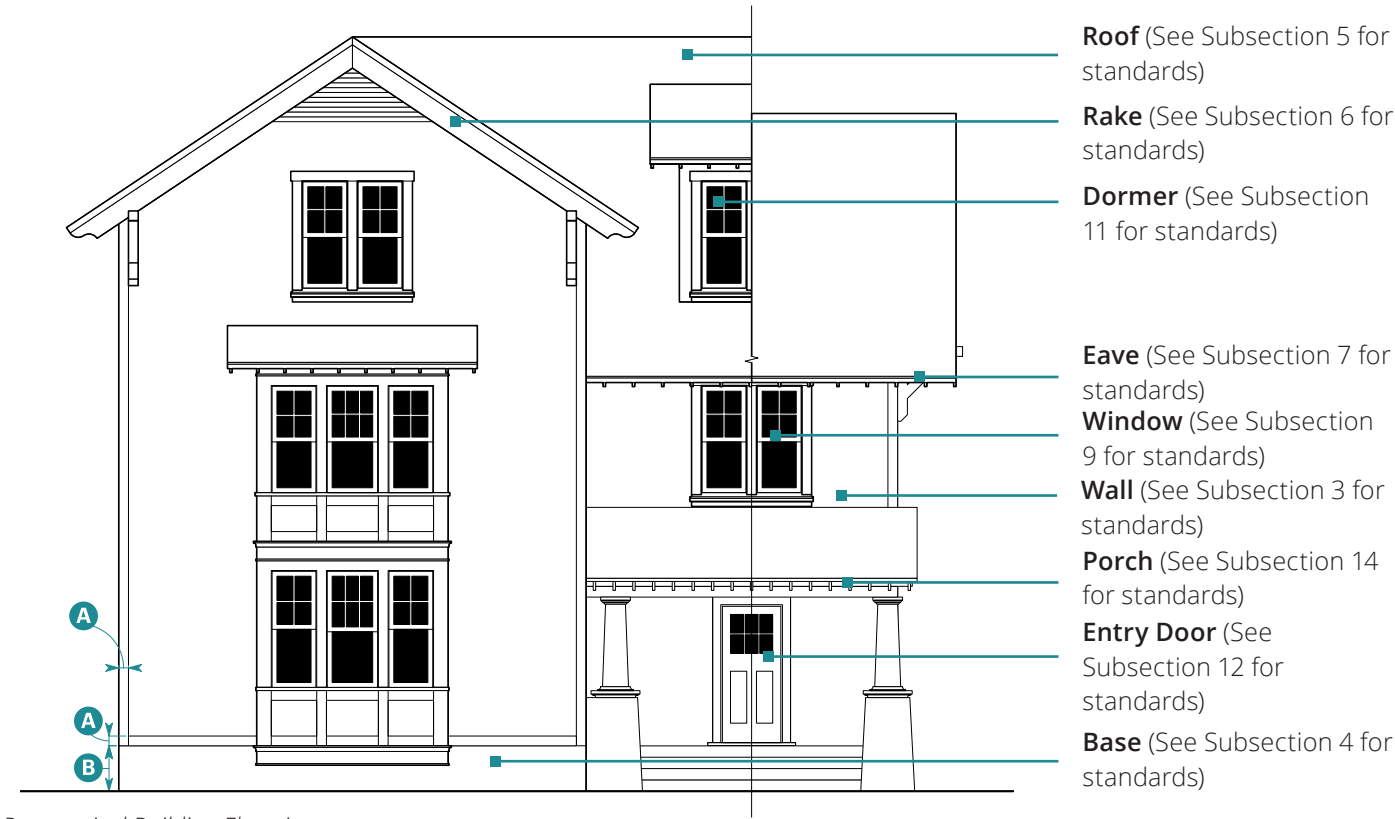 Roof (See Subsection 5 for
standards)
Rake (See Subsection 6 for
standards)
Dormer (See Subsection
11 for standards)
Eave (See Subsection 7 for
standards)
Window (See Subsection
9 for standards)
Wall (See Subsection 3 for
standards)
Porch (See Subsection 14
for standards)
Entry Door (See
Subsection 12 for
standards)
Base (See Subsection 4 for
standards)
A
A
B